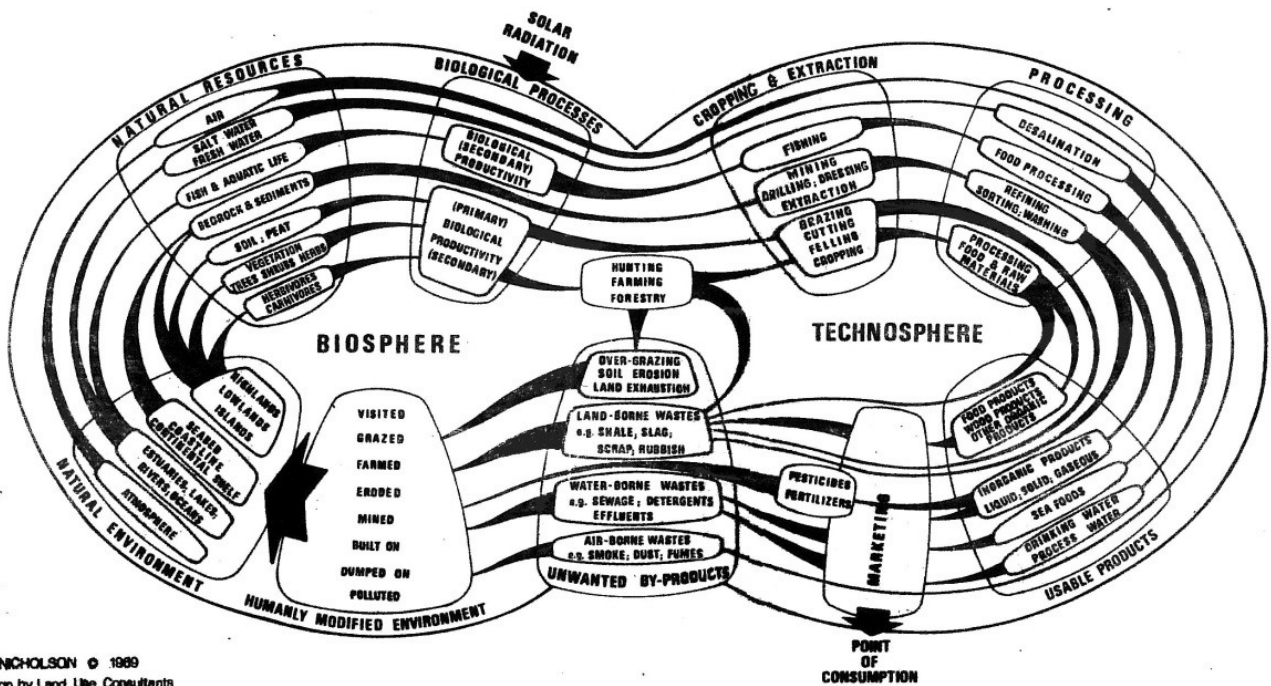 SOLAR
RADIATION
NATURAL RESOURCES
AIR
SALT WATER
FRESH WATER
FISH & AQUATIC LIFE
BEDROCK & SEDIMENTS
SOIL; PEAT
VEGETATION
TREES SHRUBS HERBS
HERBIVORES
CARNIVORES
BIOLOGICAL PROCESSES
BIOLOGICAL
(SECONDARY)
PRODUCTIVITY
(PRIMARY)
BIOLOGICAL
PRODUCTIVITY
(SECONDARY)
CROPPING & EXTRACTION
FISHING
MINING
DRILLING; DRESSING
EXTRACTION
GRAZING
CUTTING
FELLING
CROPPING
PROCESSING
DESALINATION
FOOD PROCESSING
REFINING
SORTING; WASHING
PROCESSING
FOOD & RAW
MATERIALS
HUNTING
FARMING
FORESTRY
BIOSPHERE
TECHNOSPHERE
HIGHLANDS
LOWLANDS
ISLANDS
SEABED
COASTLINE
CONTINENTAL SHELF
ESTUARIES, LAKES,
RIVERS, OCEANS
ATMOSPHERE
NATURAL ENVIRONMENT
VISITED
GRAZED
FARMED
ERODED
MINED
BUILT ON
DUMPED ON
POLLUTED
HUMANLY MODIFIED ENVIRONMENT
OVER-GRAZING
SOIL EROSION
LAND EXHAUSTION
LAND-BORNE WASTES
e.g. SHALE, SLAG;
SCRAP, RUBBISH
WATER-BORNE WASTES
e.g. SEWAGE; DETERGENTS
EFFLUENTS
AIR-BORNE WASTES
e.g. SMOKE; DUST; FUMES
UNWANTED BY-PRODUCTS
PESTICIDES
FERTILIZERS
MARKETING
POINT
OF
CONSUMPTION
FOOD PRODUCTS
WOOD PRODUCTS
OTHER ORGANIC
PRODUCTS
INORGANIC PRODUCTS
LIQUID; SOLID; GASEOUS
SEA FOODS
DRINKING WATER
PROCESS WATER
USABLE PRODUCTS
NICHOLSON © 1969
by Land Use Consultants